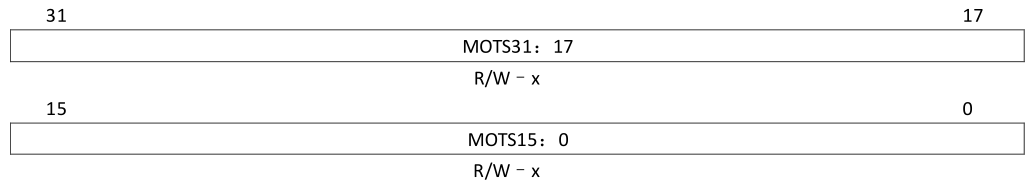 31 17
MOTS31：17
R/W – x
15 0
MOTS15：0
R/W – x